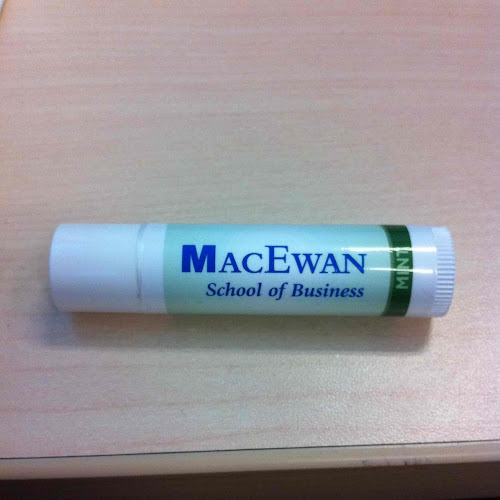 MACEWAN
School of Business
MINT